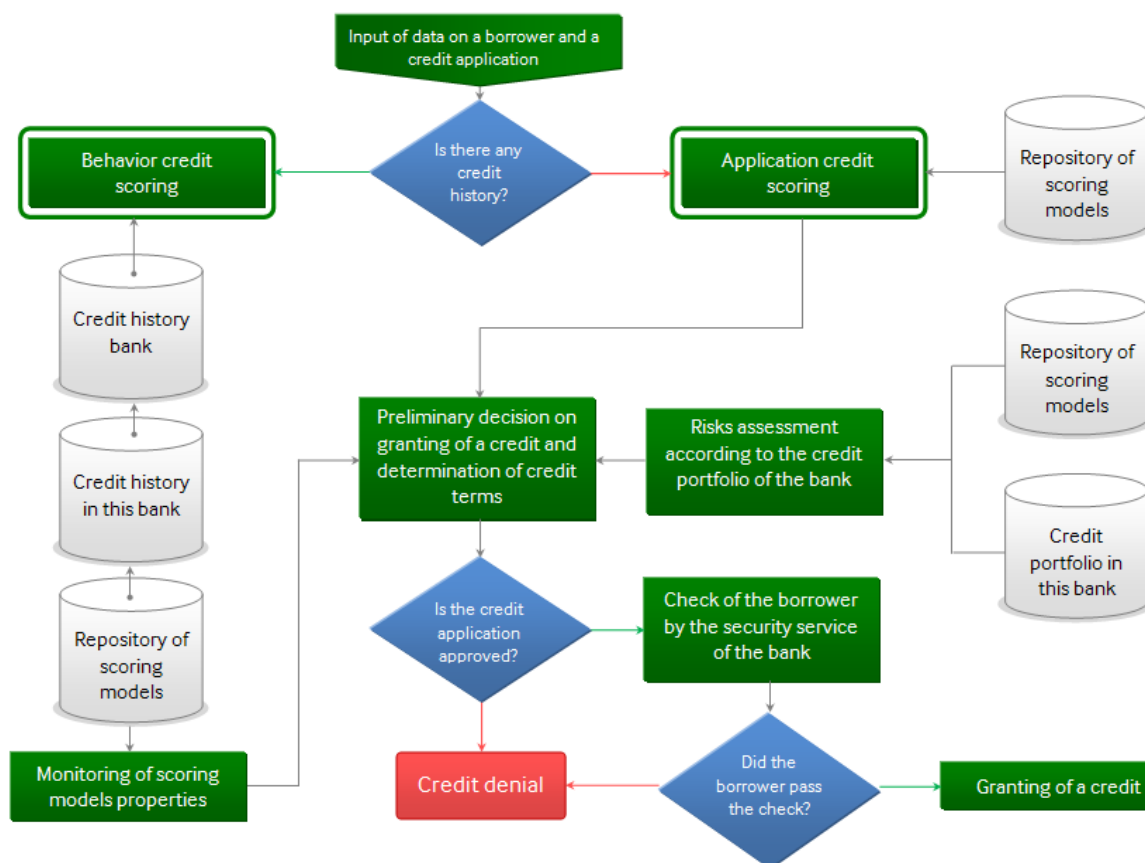 Input of data on a borrower and a
credit application
Is there any
credit
history?
Behavior credit
scoring
Application credit
scoring
Repository of
scoring
models
Credit history
bank
Repository of
scoring
models
Preliminary decision on
granting of a credit and
determination of credit
terms
Risks assessment
according to the credit
portfolio of the bank
Credit history
in this bank
Credit
portfolio in
this bank
Is the credit
application
approved?
Check of the borrower
by the security service
of the bank
Repository of
scoring
models
Monitoring of scoring
models properties
Credit denial
Did the
borrower pass
the check?
Granting of a credit